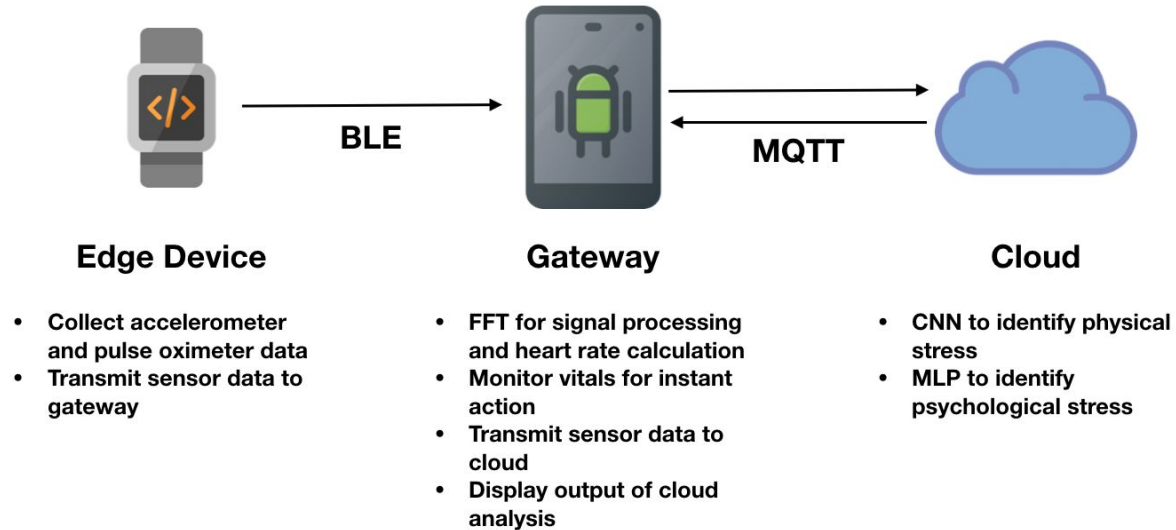 </>
BLE
MQTT
Edge Device
• Collect accelerometer
and pulse oximeter data
• Transmit sensor data to
gateway
Gateway
• FFT for signal processing
and heart rate calculation
• Monitor vitals for instant
action
• Transmit sensor data to
cloud
• Display output of cloud
analysis
Cloud
• CNN to identify physical
stress
• MLP to identify
psychological stress